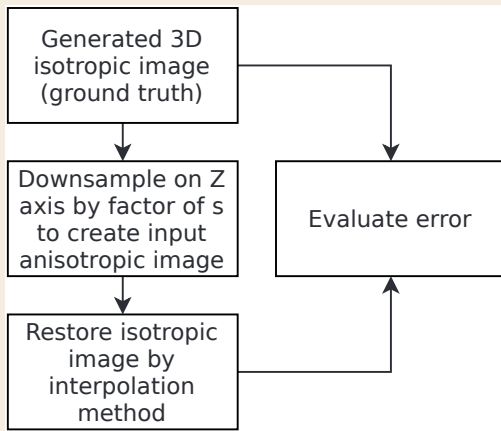 Generated 3D
isotropic image
(ground truth)
Downsample on Z
axis by factor of s
to create input
anisotropic image
Evaluate error
Restore isotropic
image by
interpolation
method